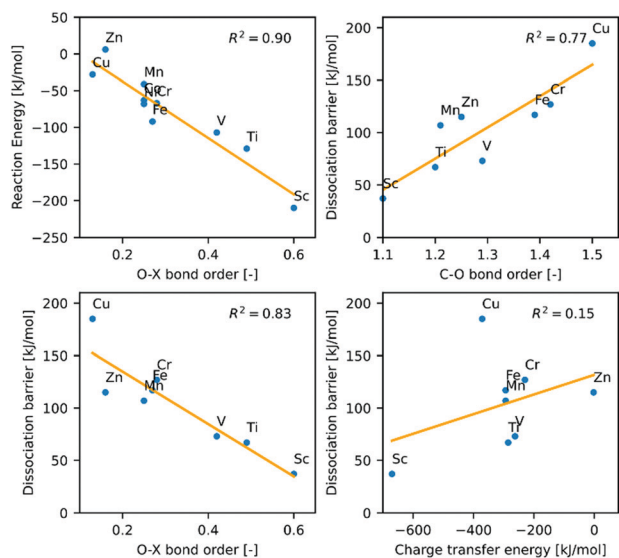 Reaction Energy [kJ/mol]
50
0
−50
−100
−150
−200
−250
Zn
Cu
Mn
Co
Ni
Cr
Fe
V
Ti
Sc
R² = 0.90
0.2
0.4
0.6
O-X bond order [-]
Dissociation barrier [kJ/mol]
200
150
100
50
0
Cu
Cr
Fe
Zn
Mn
V
Ti
Sc
R² = 0.77
1.1
1.2
1.3
1.4
1.5
C-O bond order [-]
Dissociation barrier [kJ/mol]
200
150
100
50
0
Cu
Zn
Cr
Fe
Mn
V
Ti
Sc
R² = 0.83
0.2
0.4
0.6
O-X bond order [-]
Dissociation barrier [kJ/mol]
200
150
100
50
0
Cu
Fe
Cr
Mn
Zn
V
Ti
Sc
R² = 0.15
−600
−400
−200
0
Charge transfer energy [kJ/mol]